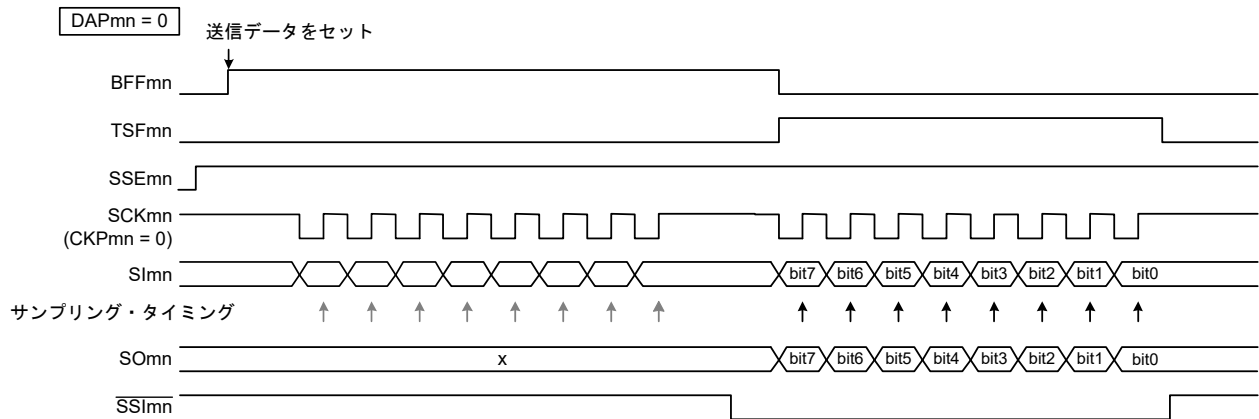 DAPmn = 0
送信データをセット
BFFmn
TSFmn
SSEmn
SCKmn
(CKPmn = 0)
SImn
bit7 bit6 bit5 bit4 bit3 bit2 bit1 bit0
サンプリング・タイミング
SOmn
x
bit7 bit6 bit5 bit4 bit3 bit2 bit1 bit0
SSImn